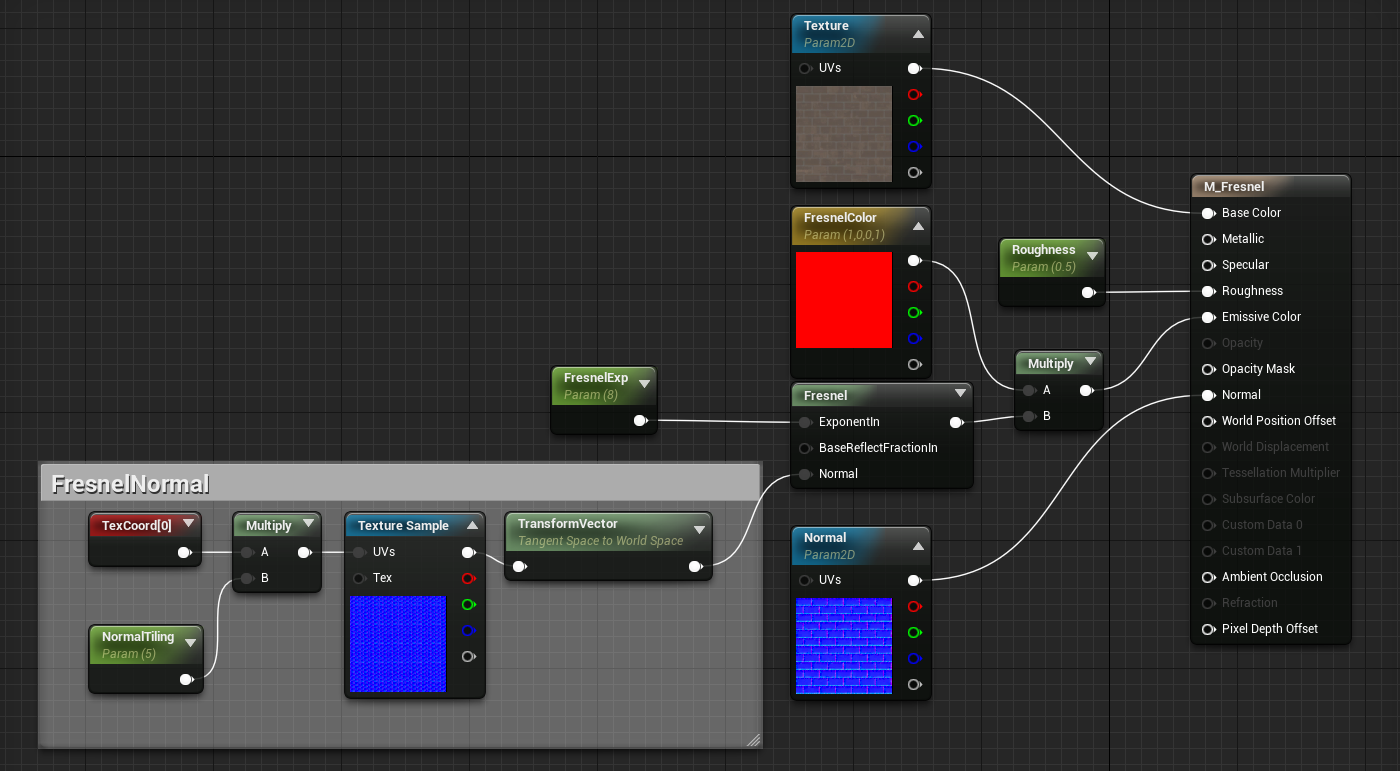 Texture
Param2D
UVs
FresnelColor
Param (1,0,0,1)
Roughness
Param (0.5)
M_Fresnel
Base Color
Metallic
Specular
Roughness
Emissive Color
Opacity
Opacity Mask
Normal
World Position Offset
World Displacement
Tessellation Multiplier
Subsurface Color
Custom Data 0
Custom Data 1
Ambient Occlusion
Refraction
Pixel Depth Offset
Multiply
A
B
FresnelExp
Param (8)
Fresnel
ExponentIn
BaseReflectFractionIn
Normal
FresnelNormal
TexCoord[0]
Multiply
A
B
NormalTiling
Param (5)
Texture Sample
UVs
Tex
TransformVector
Tangent Space to World Space
Normal
Param2D
UVs